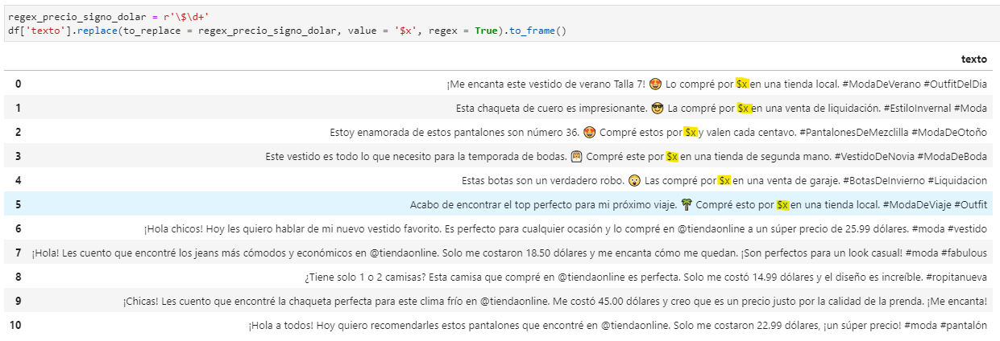 regex_precio_signo_dolar = r'\$\d+'
df['texto'].replace(to_replace = regex_precio_signo_dolar, value = '$x', regex = True).to_frame()
texto
0 ¡Me encanta este vestido de verano Talla 7! 😍 Lo compré por $x en una tienda local. #ModaDeVerano #OutfitDelDia
1 Esta chaqueta de cuero es impresionante. 😎 La compré por $x en una venta de liquidación. #EstiloInvernal #Moda
2 Estoy enamorada de estos pantalones son número 36. 😍 Compré estos por $x y valen cada centavo. #PantalonesDeMezclilla #ModaDeOtoño
3 Este vestido es todo lo que necesito para la temporada de bodas. 👰 Compré este por $x en una tienda de segunda mano. #VestidoDeNovia #ModaDeBoda
4 Estas botas son un verdadero robo. 😲 Las compré por $x en una venta de garaje. #BotasDeInvierno #Liquidacion
5 Acabo de encontrar el top perfecto para mi próximo viaje. 🌴 Compré esto por $x en una tienda local. #ModaDeViaje #Outfit
6 ¡Hola chicos! Hoy les quiero hablar de mi nuevo vestido favorito. Es perfecto para cualquier ocasión y lo compré en @tiendaonline a un súper precio de 25.99 dólares. #moda #vestido
7 ¡Hola! Les cuento que encontré los jeans más cómodos y económicos en @tiendaonline. Solo me costaron 18.50 dólares y me encanta cómo me quedan. ¡Son perfectos para un look casual! #moda #fabulous
8 ¿Tiene solo 1 o 2 camisas? Esta camisa que compré en @tiendaonline es perfecta. Solo me costó 14.99 dólares y el diseño es increíble. #ropitanueva
9 ¡Chicas! Les cuento que encontré la chaqueta perfecta para este clima frío en @tiendaonline. Me costó 45.00 dólares y creo que es un precio justo por la calidad de la prenda. ¡Me encanta!
10 ¡Hola a todos! Hoy quiero recomendarles estos pantalones que encontré en @tiendaonline. Solo me costaron 22.99 dólares, ¡un súper precio! #moda #pantalón